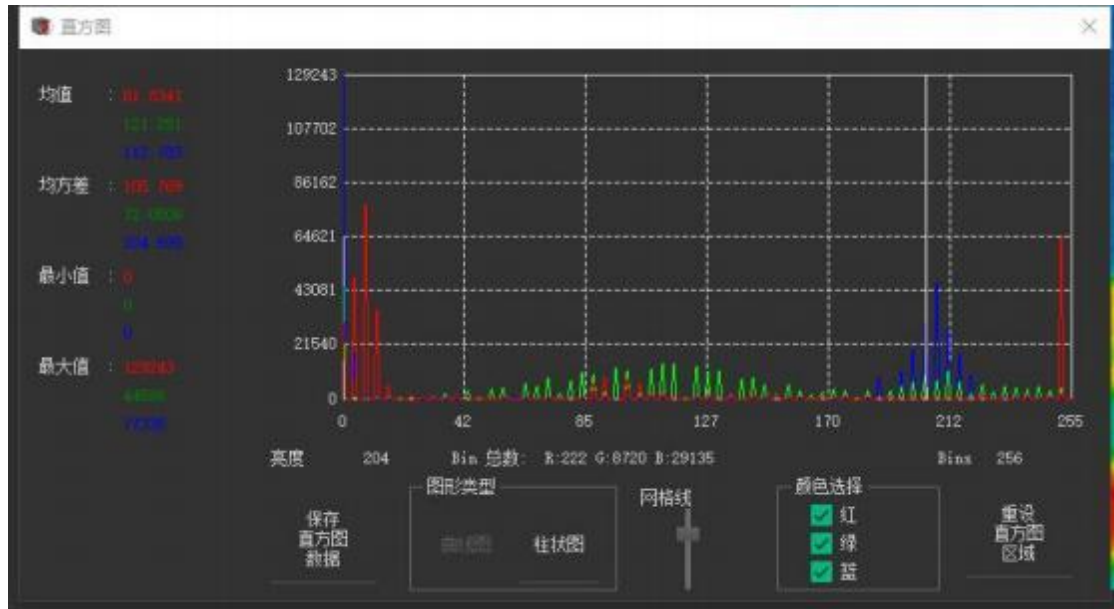 直方图
均值 :
均方差 :
最小值 : 0
0
0
最大值 : 129243
129243
107702
86162
64621
43081
21540
0
0 42 85 127 170 212 255
亮度 204 Bin 总数: R:222 G:8720 B:29135 Bins 256
保存
直方图
数据
图形类型
柱状图
网格线
颜色选择
红
绿
蓝
重设
直方图
区域